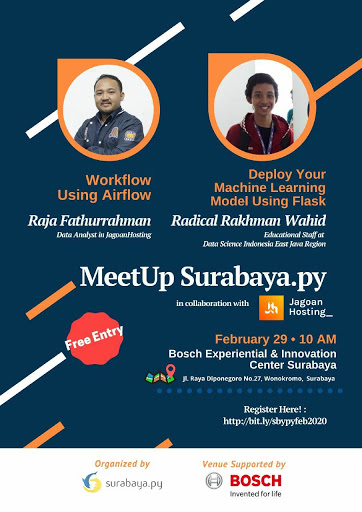 Workflow
Using Airflow
Raja Fathurrahman
Data Analyst in JagoanHosting
Deploy Your
Machine Learning
Model Using Flask
Radical Rakhman Wahid
Educational Staff at
Data Science Indonesia East Java Region
MeetUp Surabaya.py
in collaboration with
Jagoan
Hosting_
Free Entry
February 29 • 10 AM
Bosch Experiential & Innovation
Center Surabaya
Jl. Raya Diponegoro No.27, Wonokromo, Surabaya
Register Here! :
http://bit.ly/sbypyfeb2020
Organized by
surabaya.py
Venue Supported by
BOSCH
Invented for life